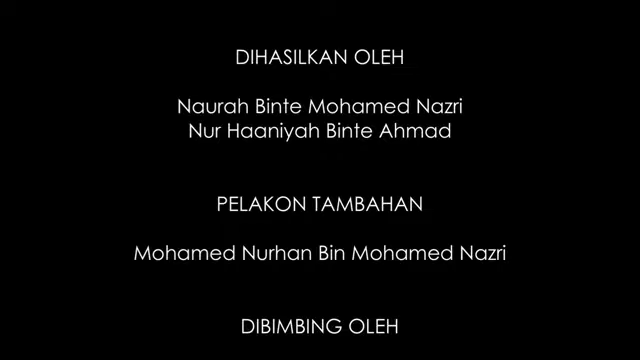 DIHASILKAN OLEH
Naurah Binte Mohamed Nazri
Nur Haaniyah Binte Ahmad
PELAKON TAMBAHAN
Mohamed Nurhan Bin Mohamed Nazri
DIBIMBING OLEH